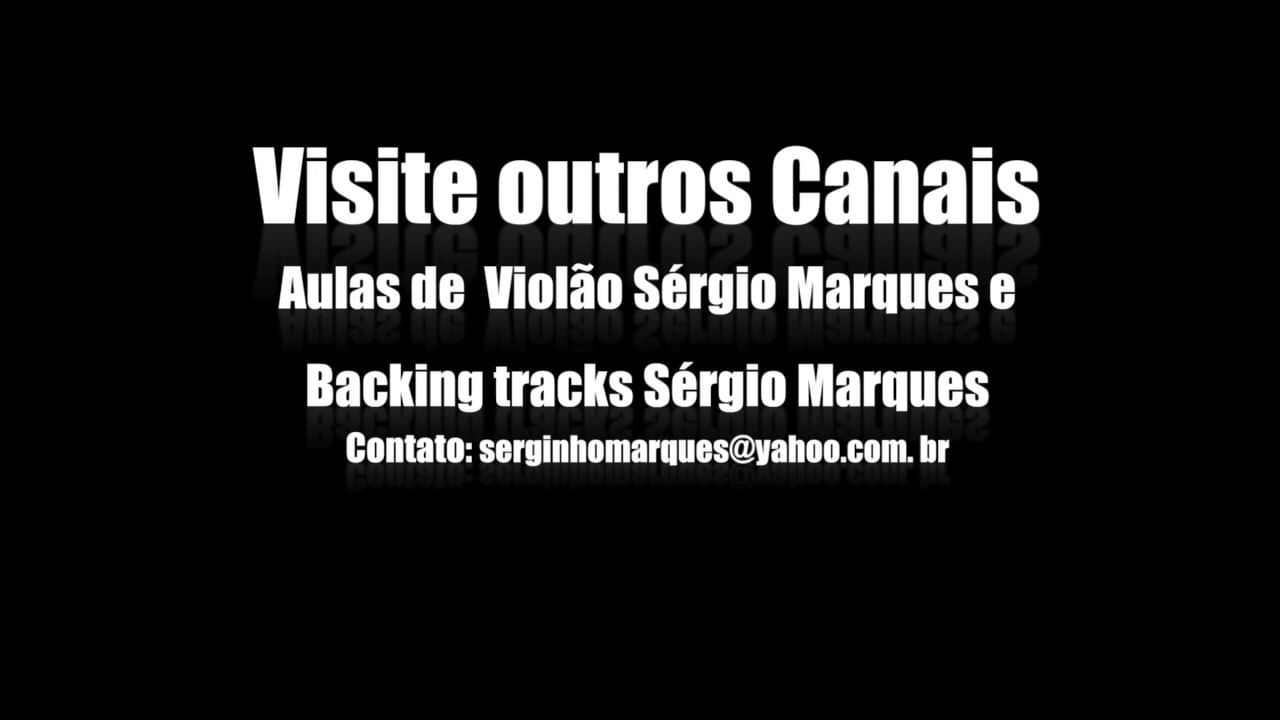 Visite outros Canais
Aulas de Violão Sérgio Marques e
Backing tracks Sérgio Marques
Contato: serginhomarques@yahoo.com. br